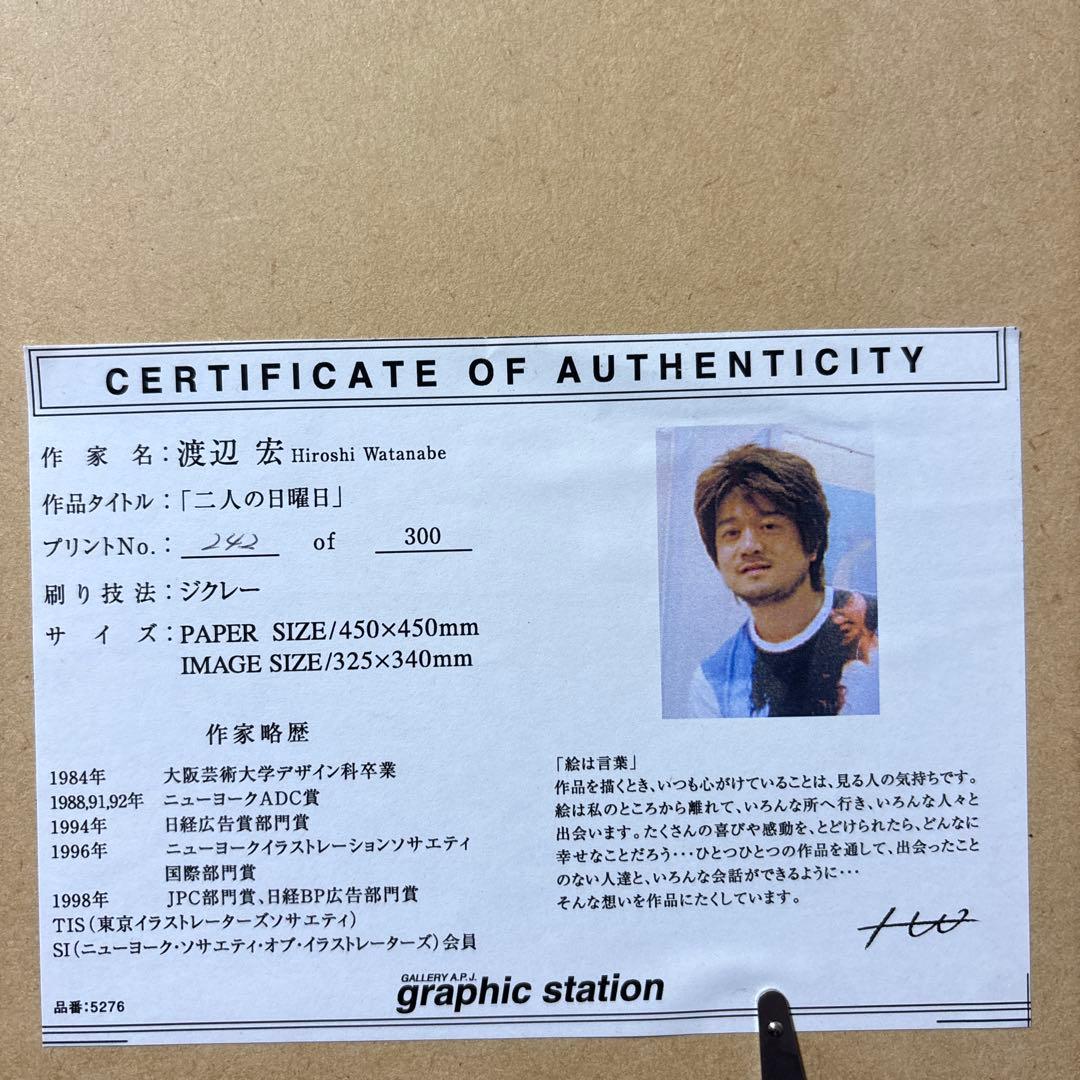 CERTIFICATE OF AUTHENTICITY
作家名：渡辺 宏 Hiroshi Watanabe
作品タイトル：「二人の日曜日」
プリントNo.： 242 of 300
刷り技法：ジクレー
サイズ：PAPER SIZE/450×450mm
IMAGE SIZE/325×340mm
作家略歴
1984年 大阪芸術大学デザイン科卒業
1988,91,92年 ニューヨークADC賞
1994年 日経広告賞部門賞
1996年 ニューヨークイラストレーションソサエティ
国際部門賞
1998年 JPC部門賞、日経BP広告部門賞
TIS（東京イラストレーターズソサエティ）
SI（ニューヨーク・ソサエティ・オブ・イラストレーターズ）会員
「絵は言葉」
作品を描くとき、いつも心がけていることは、見る人の気持ちです。
絵は私のところから離れて、いろんな所へ行き、いろんな人々と
出会います。たくさんの喜びや感動を、とどけられたら、どんなに
幸せなことだろう･･･ひとつひとつの作品を通して、出会ったこと
のない人達と、いろんな会話ができるように･･･
そんな想いを作品にたくしています。
HW
GALLERY A.P.J.
graphic station
品番：5276